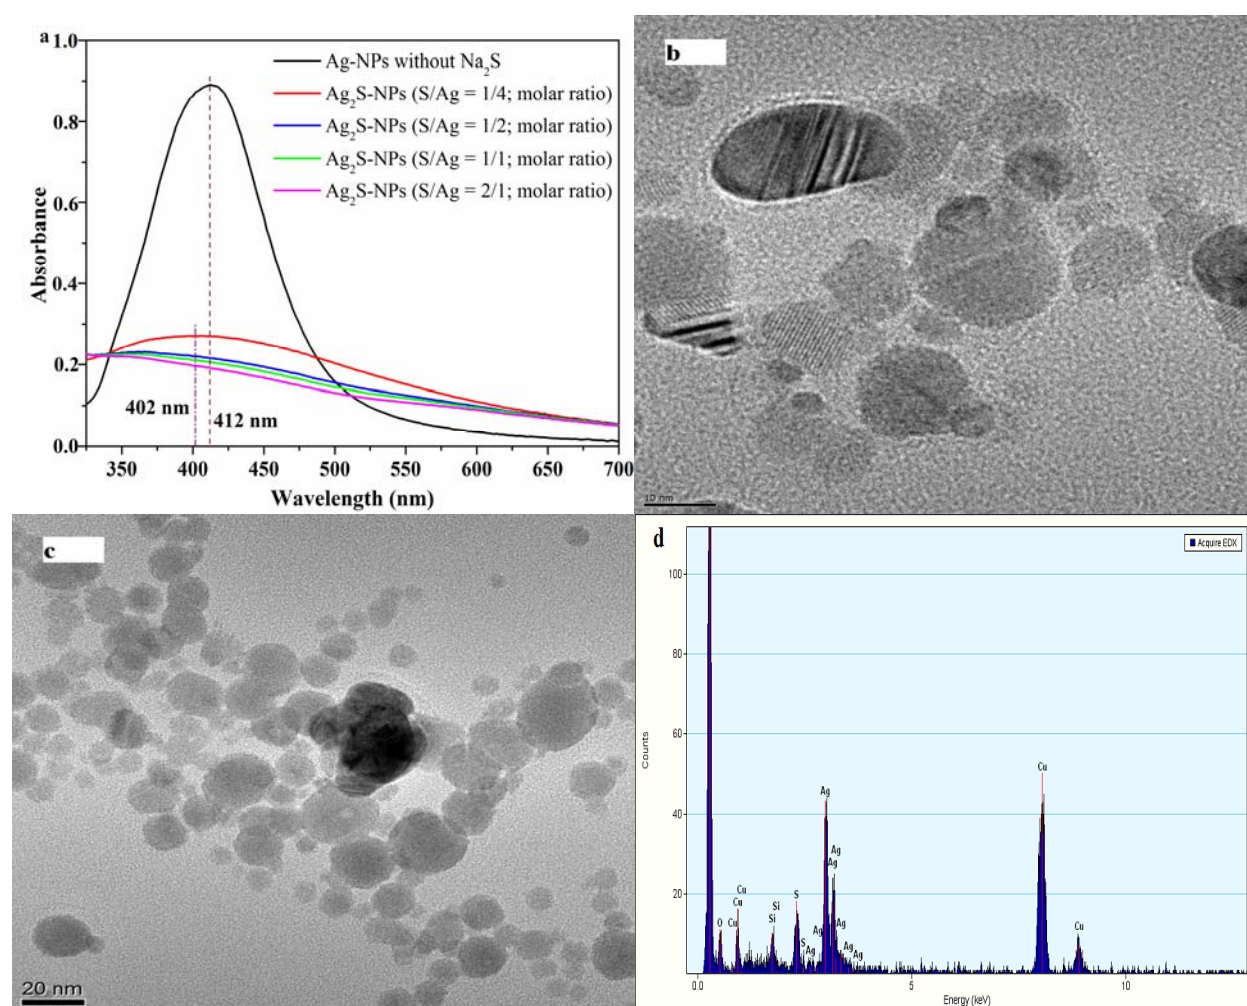 a
1.0
0.8
0.6
0.4
0.2
0.0
Absorbance
Ag-NPs without Na2S
Ag2S-NPs (S/Ag = 1/4; molar ratio)
Ag2S-NPs (S/Ag = 1/2; molar ratio)
Ag2S-NPs (S/Ag = 1/1; molar ratio)
Ag2S-NPs (S/Ag = 2/1; molar ratio)
402 nm
412 nm
350 400 450 500 550 600 650 700
Wavelength (nm)
b
10 nm
c
20 nm
d
Acquire EDX
100
80
60
40
20
Counts
O
Cu
Cu
Cu
Si
Si
S
S
Ag
Ag
Ag
Ag
Ag
Ag
Ag
Ag
Cu
Cu
0.0 5 10
Energy (keV)